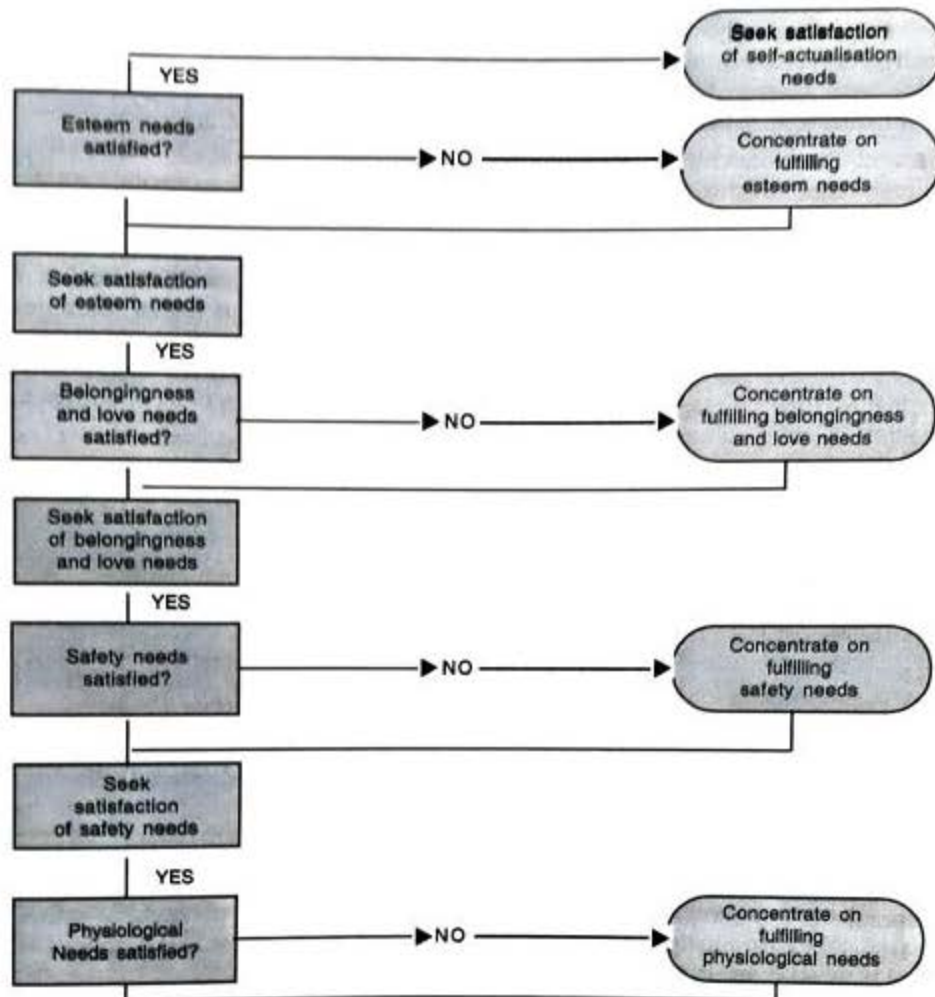 Seek satisfaction
of self-actualisation
needs
YES
Esteem needs
satisfied?
NO
Concentrate on
fulfilling
esteem needs
Seek satisfaction
of esteem needs
YES
Belongingness
and love needs
satisfied?
NO
Concentrate on
fulfilling belongingness
and love needs
Seek satisfaction
of belongingness
and love needs
YES
Safety needs
satisfied?
NO
Concentrate on
fulfilling
safety needs
Seek
satisfaction
of safety needs
YES
Physiological
Needs satisfied?
NO
Concentrate on
fulfilling
physiological needs